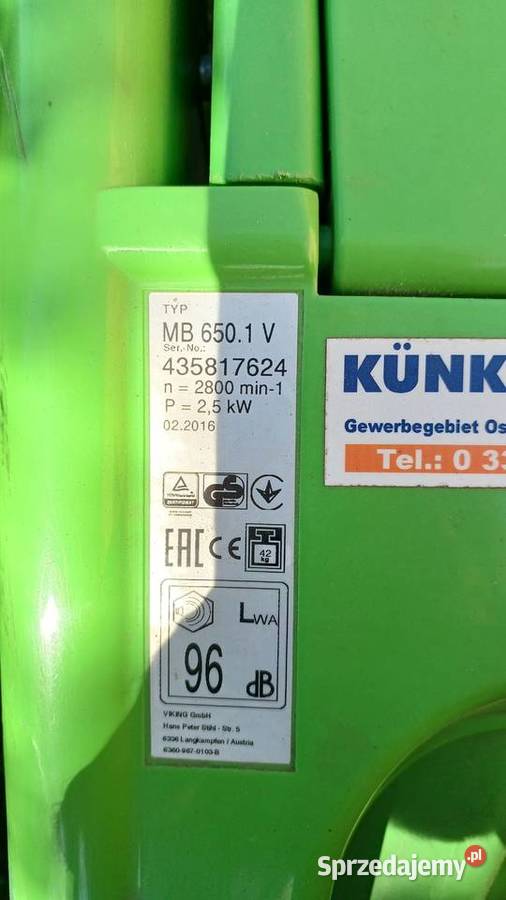 TYP
MB 650.1 V
Ser.-No.:
435817624
n = 2800 min-1
P = 2,5 kW
02.2016
KÜNK
Gewerbegebiet Os
Tel.: 0 33
EAC CE 42 kg
LWA
96 dB
VIKING GmbH
Hans Peter Stihl - Str. 5
6336 Langkampfen / Austria
6360-967-0103-B
Sprzedajemy.pl